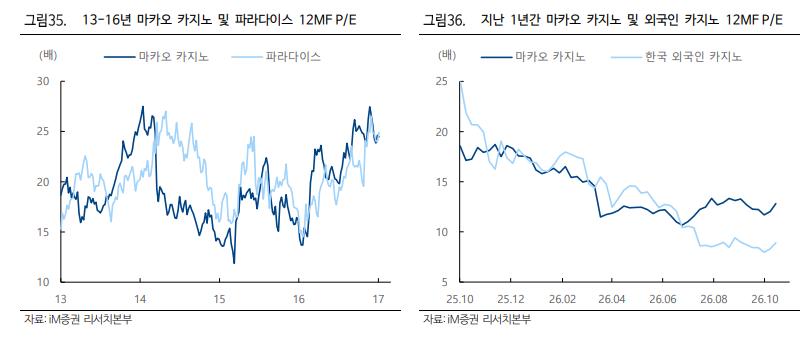 그림35. 13-16년 마카오 카지노 및 파라다이스 12MF P/E
(배)
마카오 카지노
파라다이스
30
25
20
15
10
13 14 15 16 17
자료: iM증권 리서치본부
그림36. 지난 1년간 마카오 카지노 및 외국인 카지노 12MF P/E
(배)
마카오 카지노
한국 외국인 카지노
25
20
15
10
5
25.10 25.12 26.02 26.04 26.06 26.08 26.10
자료: iM증권 리서치본부